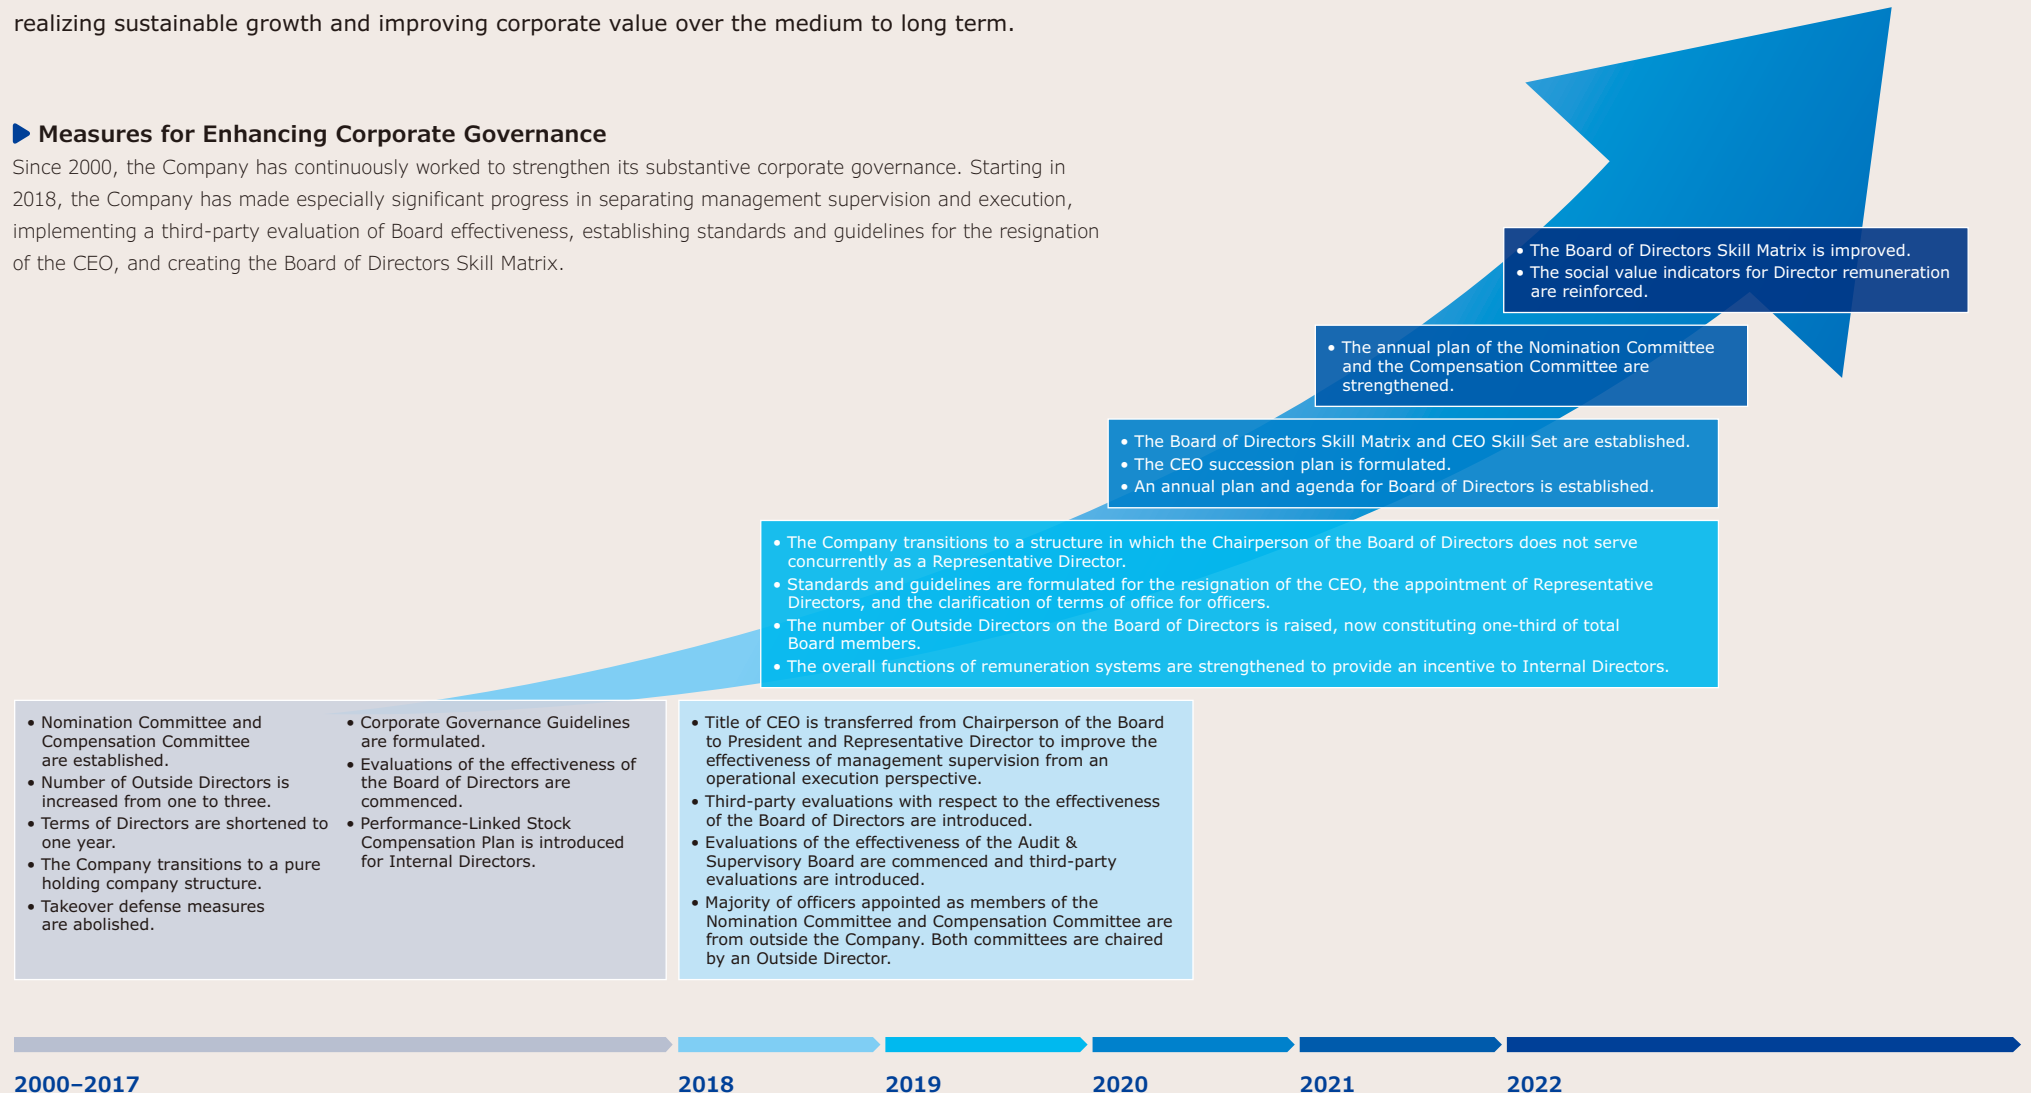 realizing sustainable growth and improving corporate value over the medium to long term.
Measures for Enhancing Corporate Governance
Since 2000, the Company has continuously worked to strengthen its substantive corporate governance. Starting in
2018, the Company has made especially significant progress in separating management supervision and execution,
implementing a third-party evaluation of Board effectiveness, establishing standards and guidelines for the resignation
of the CEO, and creating the Board of Directors Skill Matrix.
• The Board of Directors Skill Matrix is improved.
• The social value indicators for Director remuneration
are reinforced.
• The annual plan of the Nomination Committee
and the Compensation Committee are
strengthened.
• The Board of Directors Skill Matrix and CEO Skill Set are established.
• The CEO succession plan is formulated.
• An annual plan and agenda for Board of Directors is established.
• The Company transitions to a structure in which the Chairperson of the Board of Directors does not serve
concurrently as a Representative Director.
• Standards and guidelines are formulated for the resignation of the CEO, the appointment of Representative
Directors, and the clarification of terms of office for officers.
• The number of Outside Directors on the Board of Directors is raised, now constituting one-third of total
Board members.
• The overall functions of remuneration systems are strengthened to provide an incentive to Internal Directors.
• Nomination Committee and
Compensation Committee
are established.
• Number of Outside Directors is
increased from one to three.
• Terms of Directors are shortened to
one year.
• The Company transitions to a pure
holding company structure.
• Takeover defense measures
are abolished.
• Corporate Governance Guidelines
are formulated.
• Evaluations of the effectiveness of
the Board of Directors are
commenced.
• Performance-Linked Stock
Compensation Plan is introduced
for Internal Directors.
• Title of CEO is transferred from Chairperson of the Board
to President and Representative Director to improve the
effectiveness of management supervision from an
operational execution perspective.
• Third-party evaluations with respect to the effectiveness
of the Board of Directors are introduced.
• Evaluations of the effectiveness of the Audit &
Supervisory Board are commenced and third-party
evaluations are introduced.
• Majority of officers appointed as members of the
Nomination Committee and Compensation Committee are
from outside the Company. Both committees are chaired
by an Outside Director.
2000–2017
2018
2019
2020
2021
2022